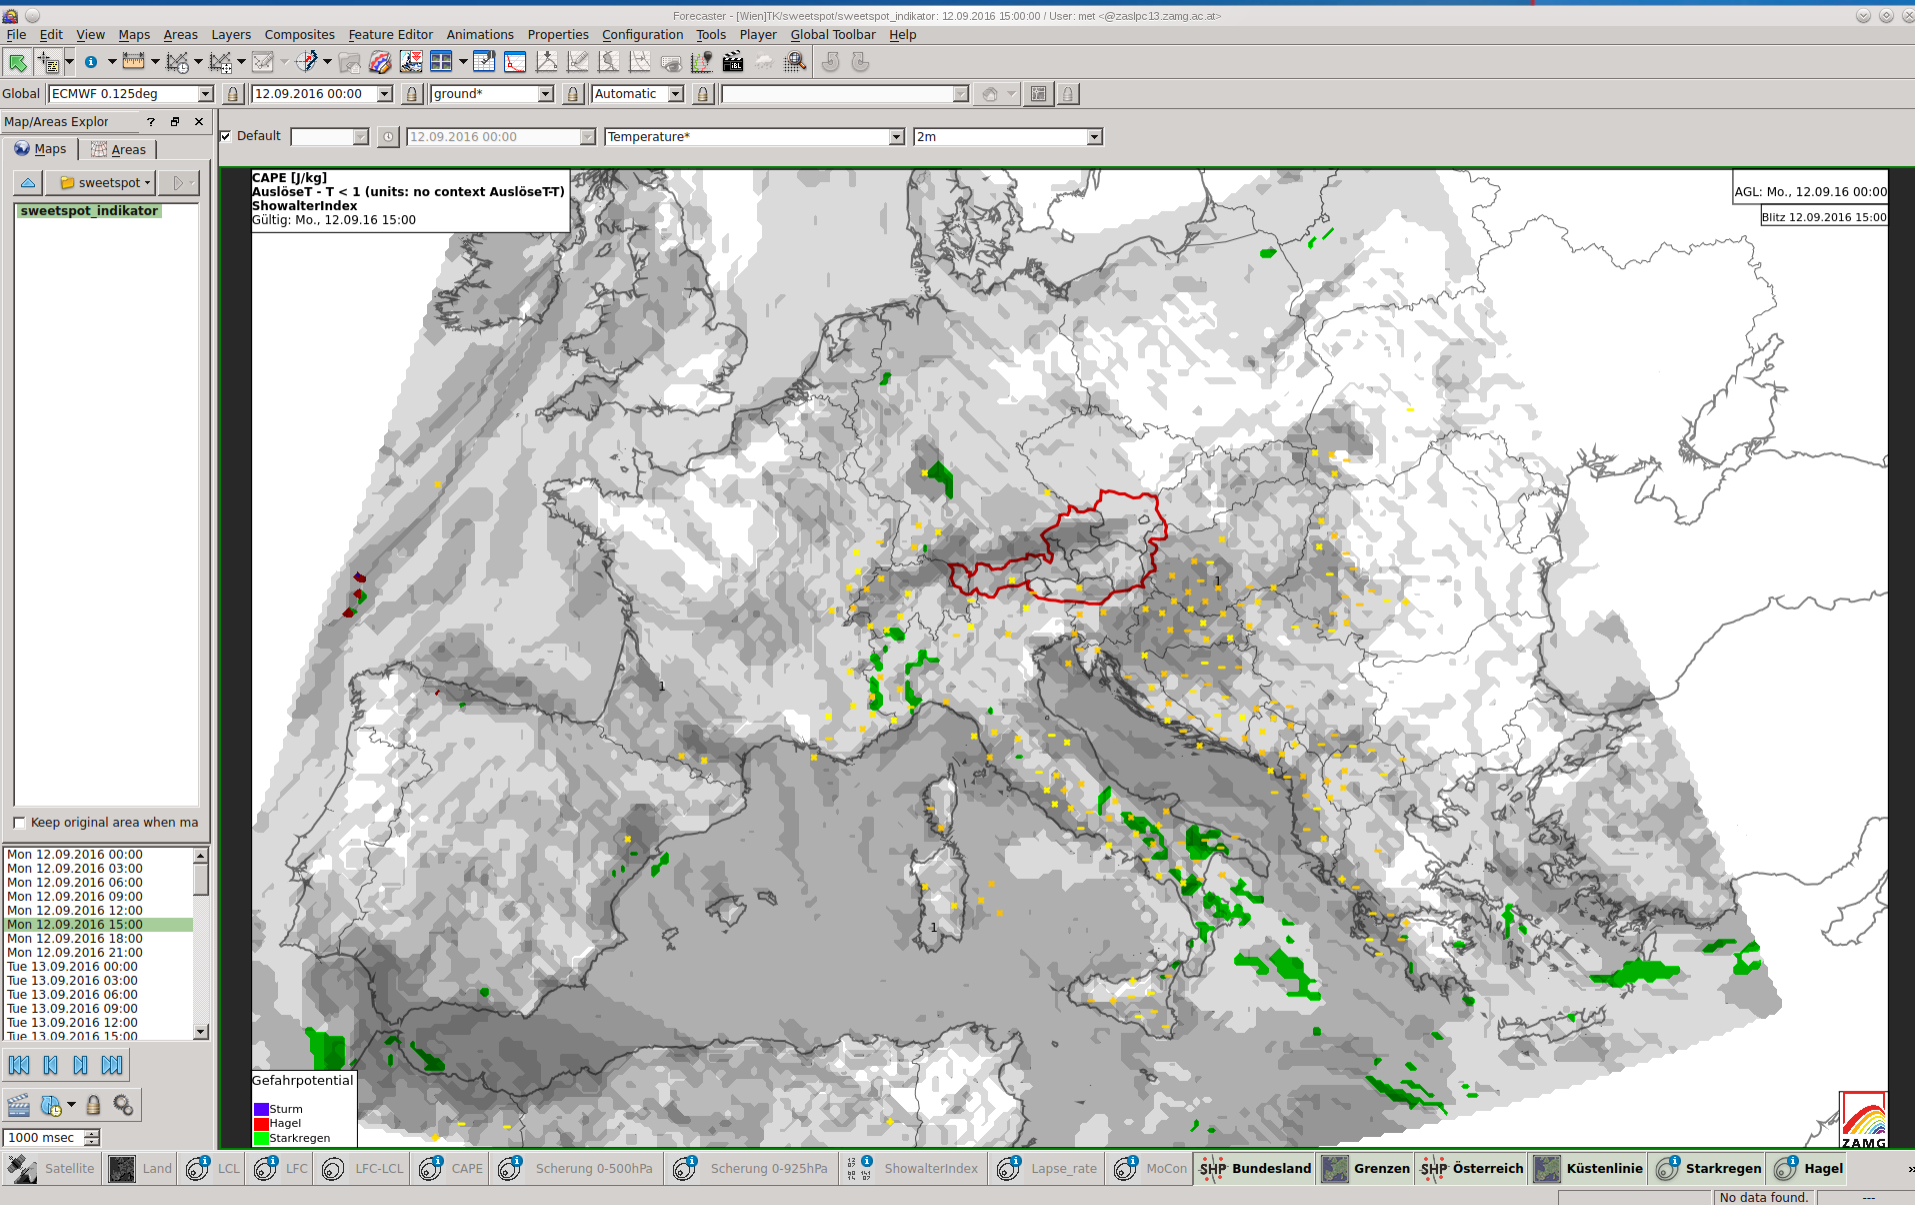 Forecaster - [Wien]TK/sweetspot/sweetspot_indikator: 12.09.2016 15:00:00 / User: met <@zaslpc13.zamg.ac.at>
File Edit View Maps Areas Layers Composites Feature Editor Animations Properties Configuration Tools Player Global Toolbar Help
Global ECMWF 0.125deg 12.09.2016 00:00 ground* Automatic
Map/Areas Explor ?
Default 12.09.2016 00:00 Temperature* 2m
Maps Areas
sweetspot
sweetspot_indikator
CAPE [J/kg]
AuslöseT - T < 1 (units: no context AuslöseT-T)
ShowalterIndex
Gültig: Mo., 12.09.16 15:00
AGL: Mo., 12.09.16 00:00
Blitz 12.09.2016 15:00
1
1
1
Keep original area when ma
Mon 12.09.2016 00:00
Mon 12.09.2016 03:00
Mon 12.09.2016 06:00
Mon 12.09.2016 09:00
Mon 12.09.2016 12:00
Mon 12.09.2016 15:00
Mon 12.09.2016 18:00
Mon 12.09.2016 21:00
Tue 13.09.2016 00:00
Tue 13.09.2016 03:00
Tue 13.09.2016 06:00
Tue 13.09.2016 09:00
Tue 13.09.2016 12:00
Tue 13.09.2016 15:00
1000 msec
Gefahrpotential
Sturm
Hagel
Starkregen
ZAMG
Satellite Land LCL LFC LFC-LCL CAPE Scherung 0-500hPa Scherung 0-925hPa ShowalterIndex Lapse_rate MoCon SHP Bundesland Grenzen SHP Österreich Küstenlinie Starkregen Hagel »
No data found. ---